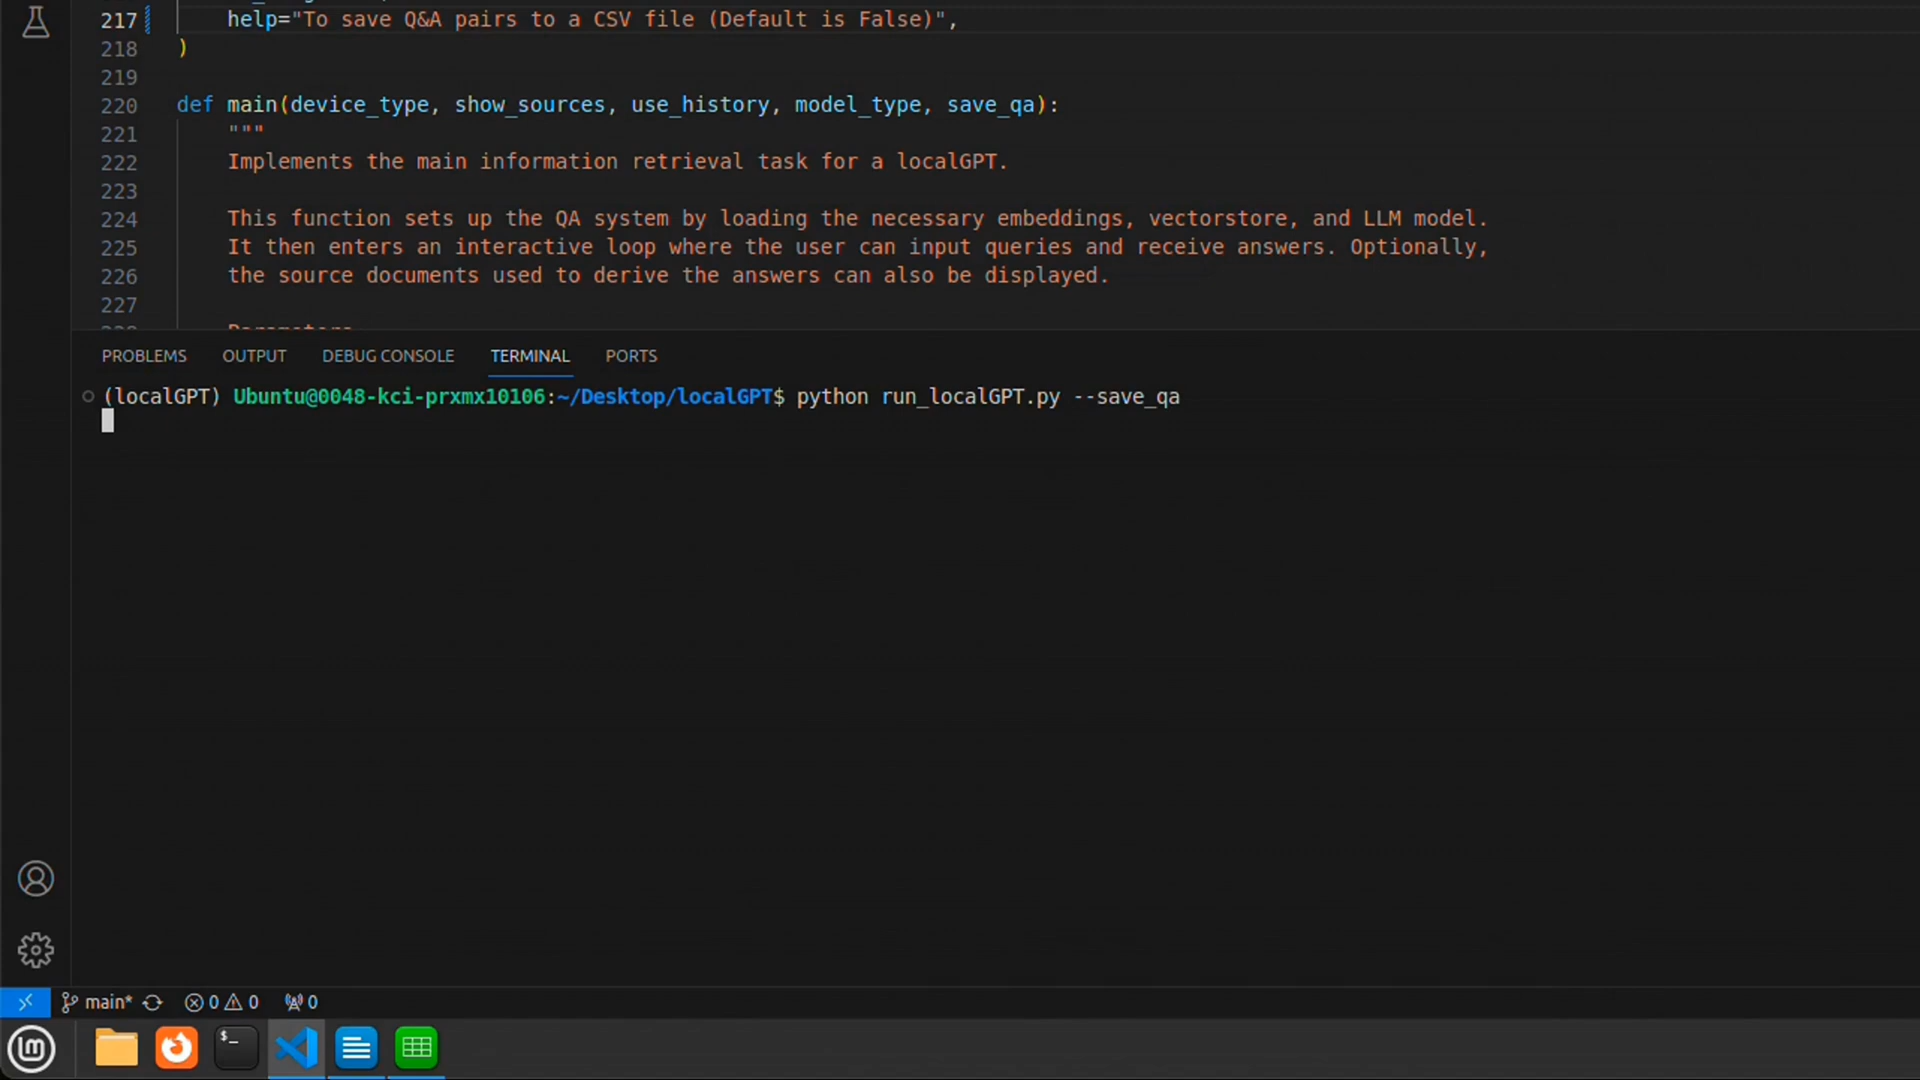 217 help="To save Q&A pairs to a CSV file (Default is False)",
218 )
219
220 def main(device_type, show_sources, use_history, model_type, save_qa):
221 """
222 Implements the main information retrieval task for a localGPT.
223
224 This function sets up the QA system by loading the necessary embeddings, vectorstore, and LLM model.
225 It then enters an interactive loop where the user can input queries and receive answers. Optionally,
226 the source documents used to derive the answers can also be displayed.
227
PROBLEMS OUTPUT DEBUG CONSOLE TERMINAL PORTS
(localGPT) Ubuntu@0048-kci-prxmx10106:~/Desktop/localGPT$ python run_localGPT.py --save_qa
main* 0 0 0
$_